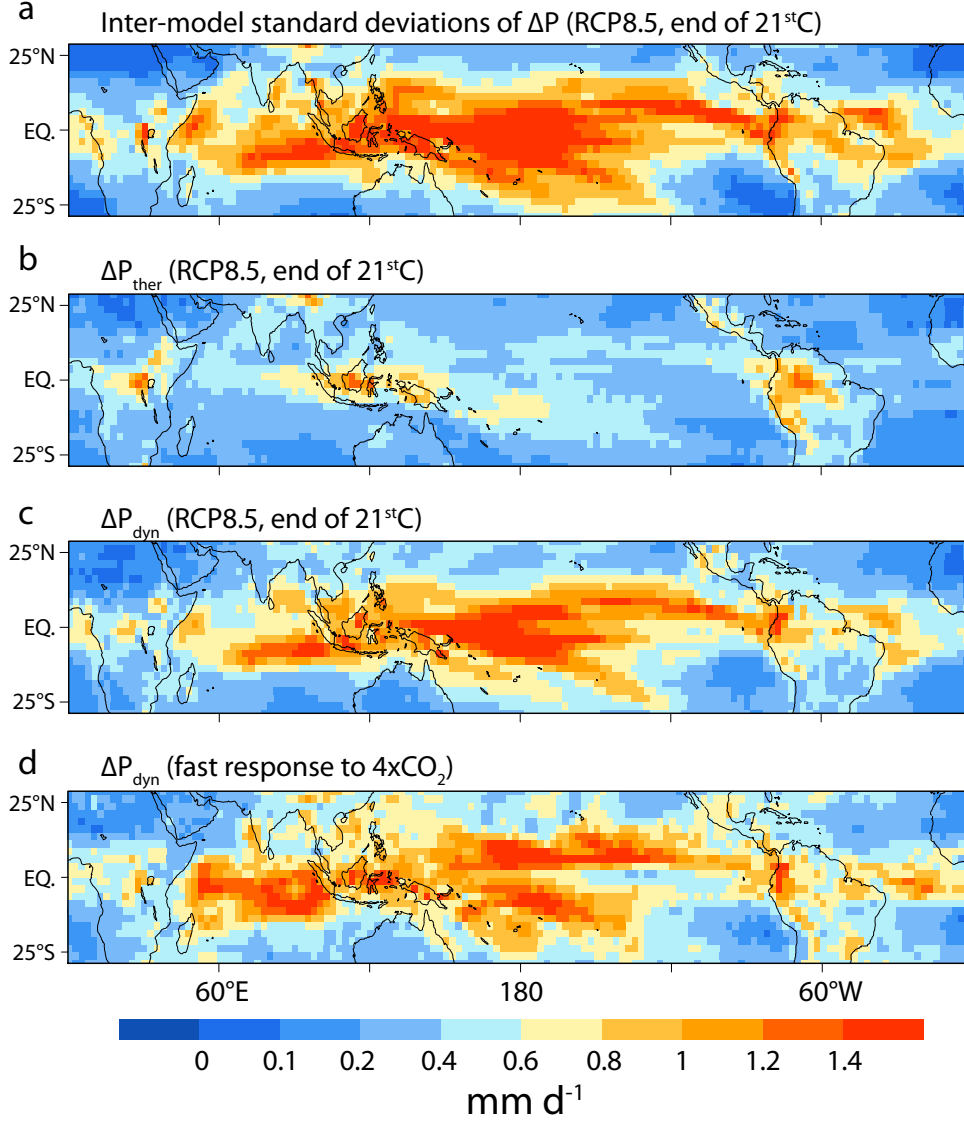 a
Inter-model standard deviations of ΔP (RCP8.5, end of 21stC)
25°N
EQ.
25°S
b
ΔPther (RCP8.5, end of 21stC)
25°N
EQ.
25°S
c
ΔPdyn (RCP8.5, end of 21stC)
25°N
EQ.
25°S
d
ΔPdyn (fast response to 4xCO2)
25°N
EQ.
25°S
60°E 180 60°W
0 0.1 0.2 0.4 0.6 0.8 1 1.2 1.4
mm d-1